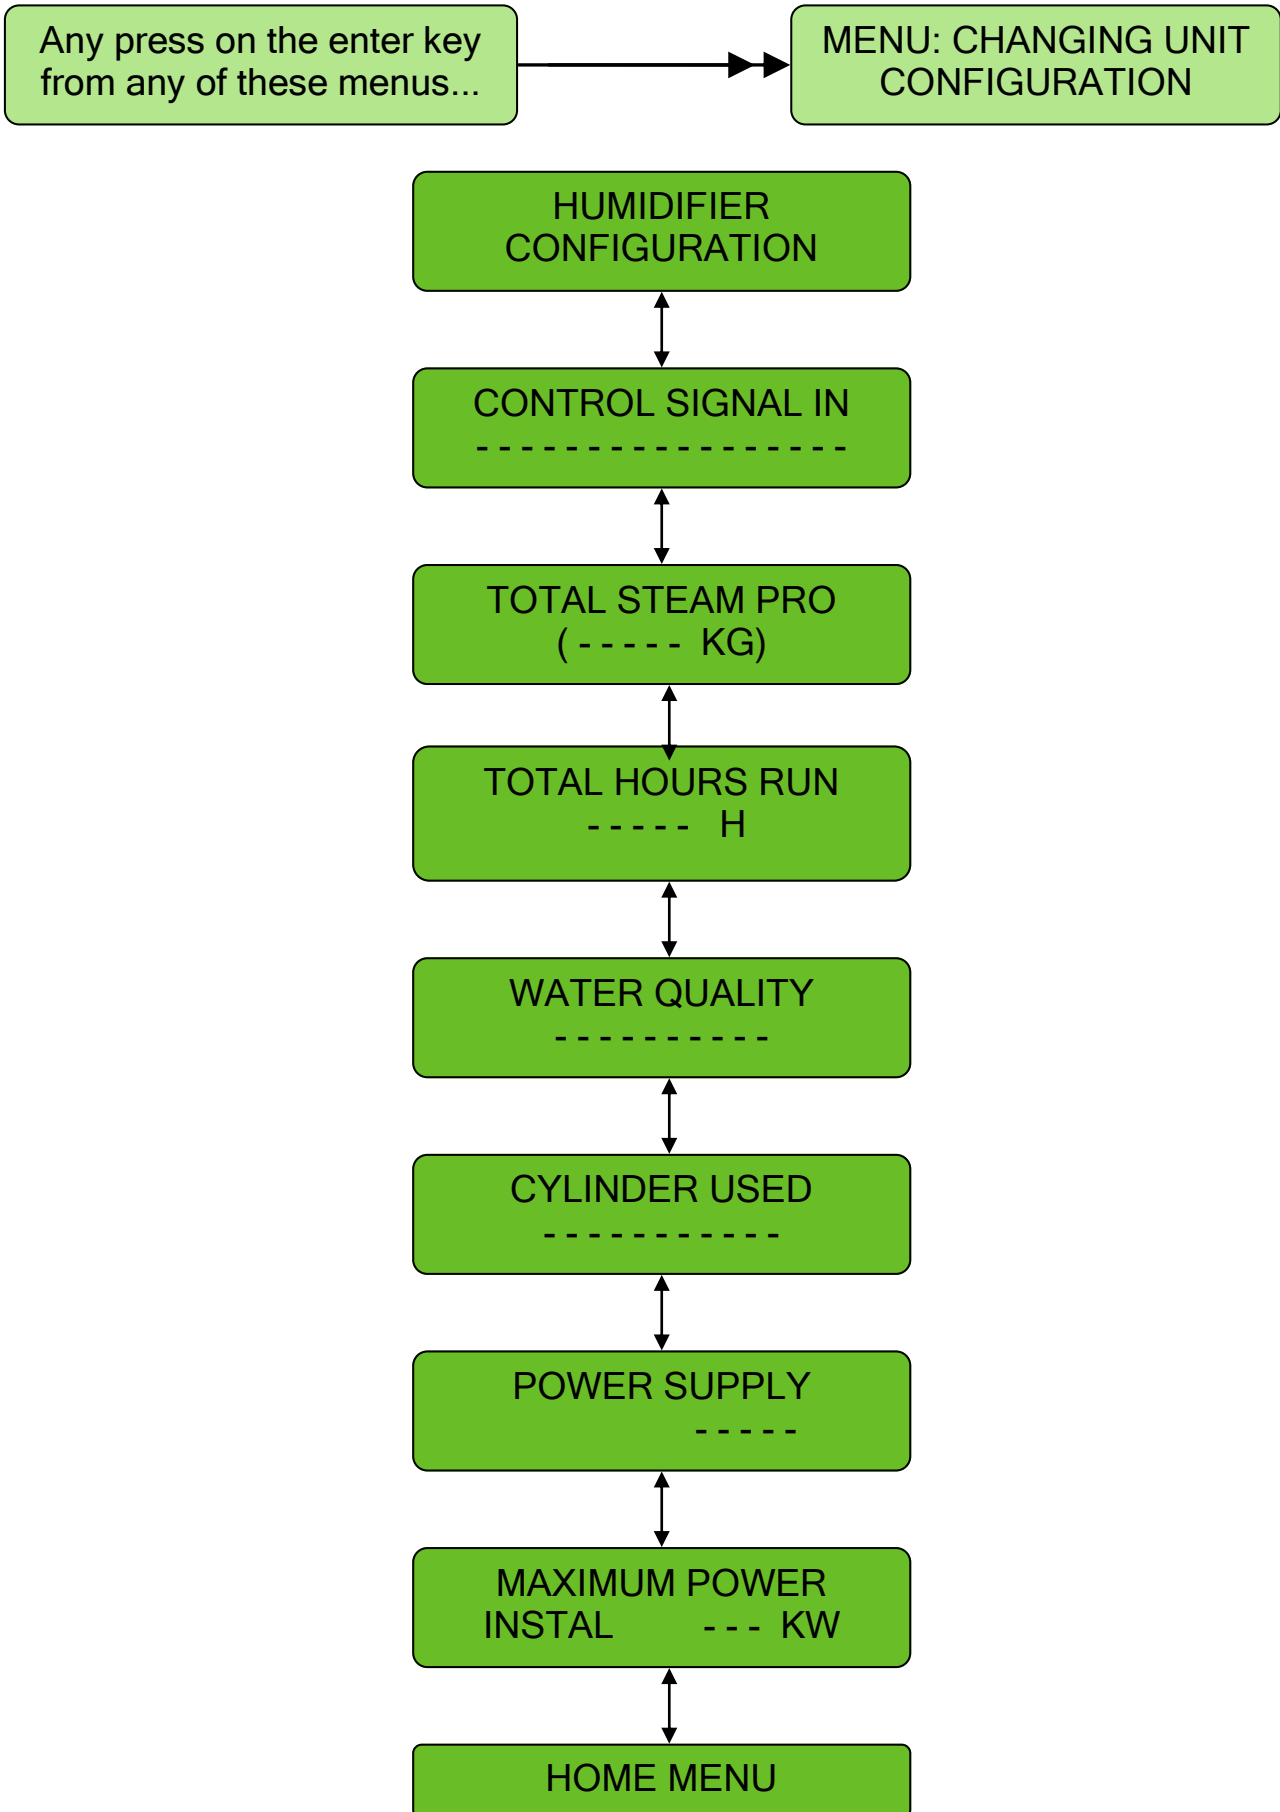 Any press on the enter key
from any of these menus...
MENU: CHANGING UNIT
CONFIGURATION
HUMIDIFIER
CONFIGURATION
CONTROL SIGNAL IN
- - - - - - - - - - - - - - - - -
TOTAL STEAM PRO
( - - - - -  KG)
TOTAL HOURS RUN
- - - - -  H
WATER QUALITY
- - - - - - - - - -
CYLINDER USED
- - - - - - - - - - -
POWER SUPPLY
- - - - -
MAXIMUM POWER
INSTAL - - - KW
HOME MENU